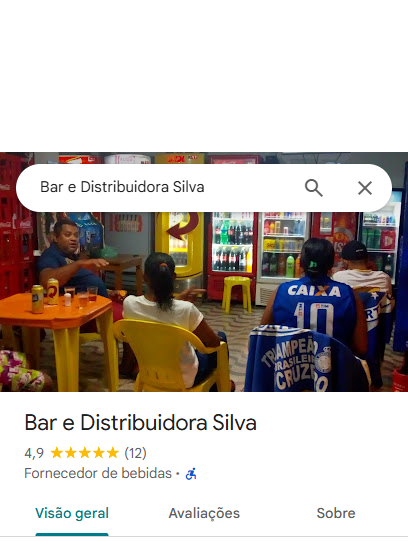 Bar e Distribuidora Silva
CAIXA
10
TRICAMPEÃO
BRASILEIRO
CRUZEIRO
Bar e Distribuidora Silva
4,9 ★★★★★ (12)
Fornecedor de bebidas ·
Visão geral
Avaliações
Sobre